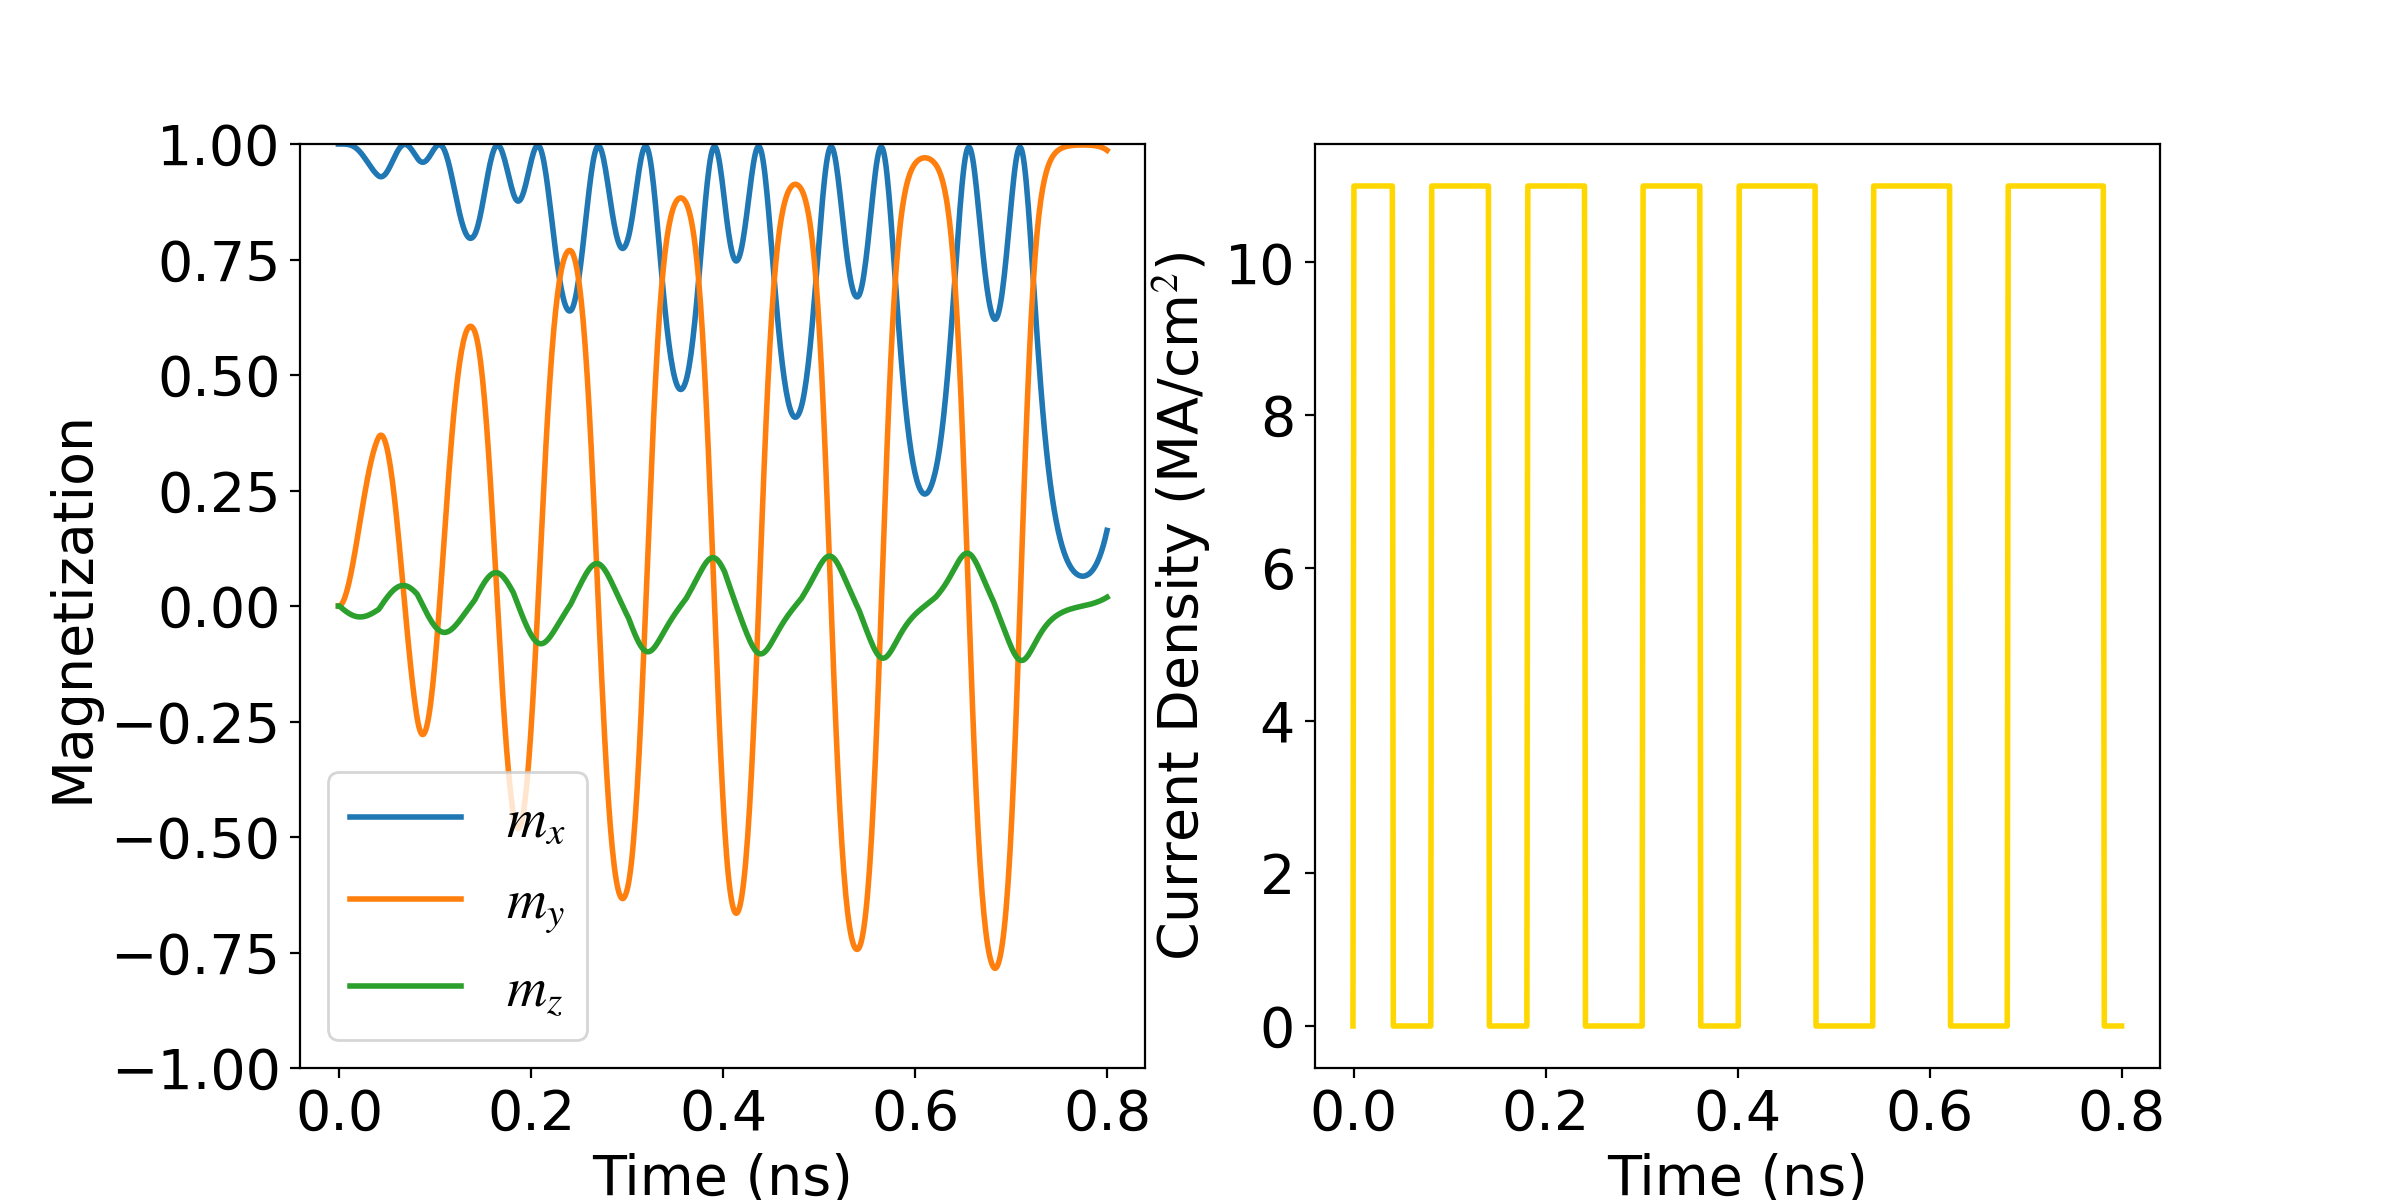 Magnetization
1.00
0.75
0.50
0.25
0.00
−0.25
−0.50
−0.75
−1.00
m_x
m_y
m_z
0.0 0.2 0.4 0.6 0.8
Time (ns)
Current Density (MA/cm²)
10
8
6
4
2
0
0.0 0.2 0.4 0.6 0.8
Time (ns)